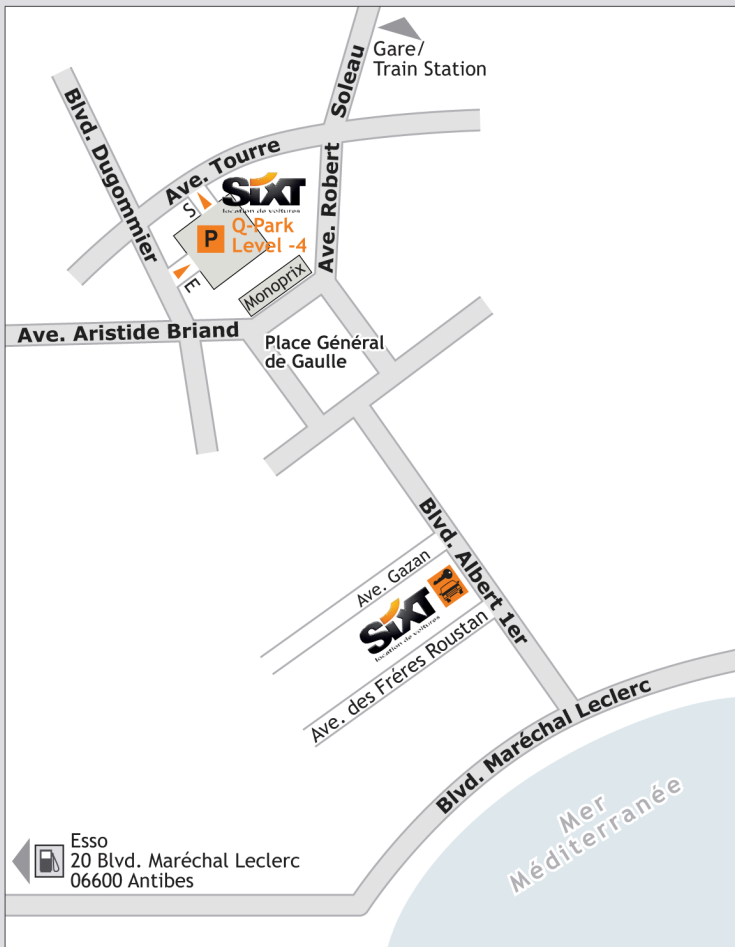 Gare/
Train Station
Ave. Robert Soleau
Blvd. Dugommier
Ave. Tourre
SiXT
location de voitures
S
P
Q-Park
Level -4
E
Monoprix
Ave. Aristide Briand
Place Général
de Gaulle
Blvd. Albert 1er
Ave. Gazan
SiXT
location de voitures
Ave. des Fréres Roustan
Blvd. Maréchal Leclerc
Mer
Méditerranée
Esso
20 Blvd. Maréchal Leclerc
06600 Antibes